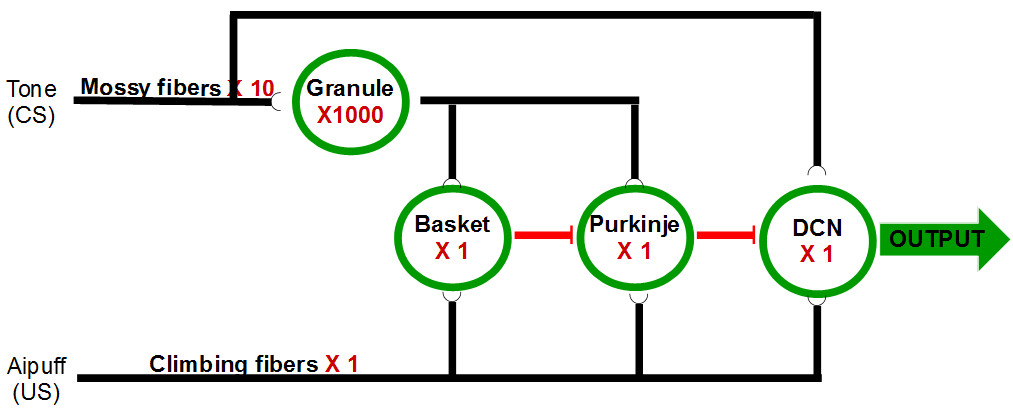 Tone
(CS)
Mossy fibers X 10
Granule
X1000
Basket
X 1
Purkinje
X 1
DCN
X 1
OUTPUT
Aipuff
(US)
Climbing fibers X 1